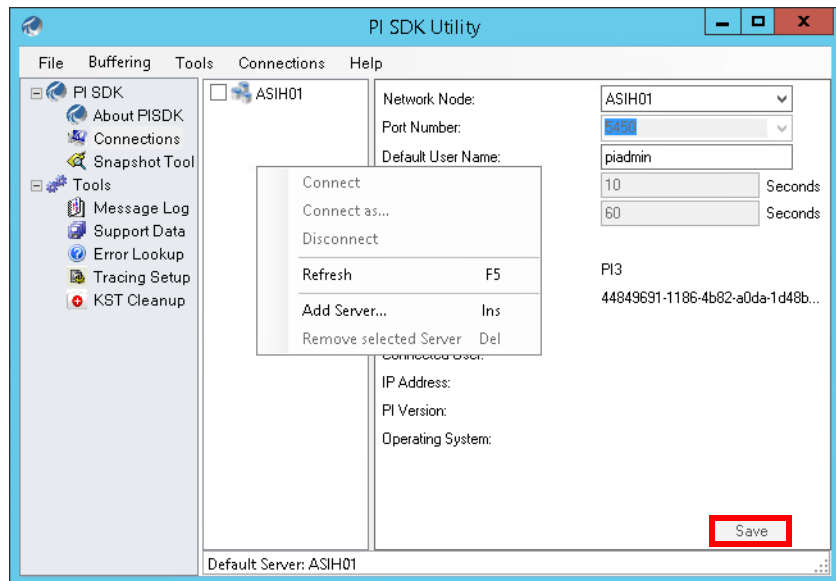 PI SDK Utility
File Buffering Tools Connections Help
PI SDK
About PISDK
Connections
Snapshot Tool
Tools
Message Log
Support Data
Error Lookup
Tracing Setup
KST Cleanup
ASIH01
Network Node: ASIH01
Port Number: 5450
Default User Name: piadmin
10 Seconds
60 Seconds
PI3
44849691-1186-4b82-a0da-1d48b...
Connect
Connect as...
Disconnect
Refresh F5
Add Server... Ins
Remove selected Server Del
Connected User:
IP Address:
PI Version:
Operating System:
Save
Default Server: ASIH01